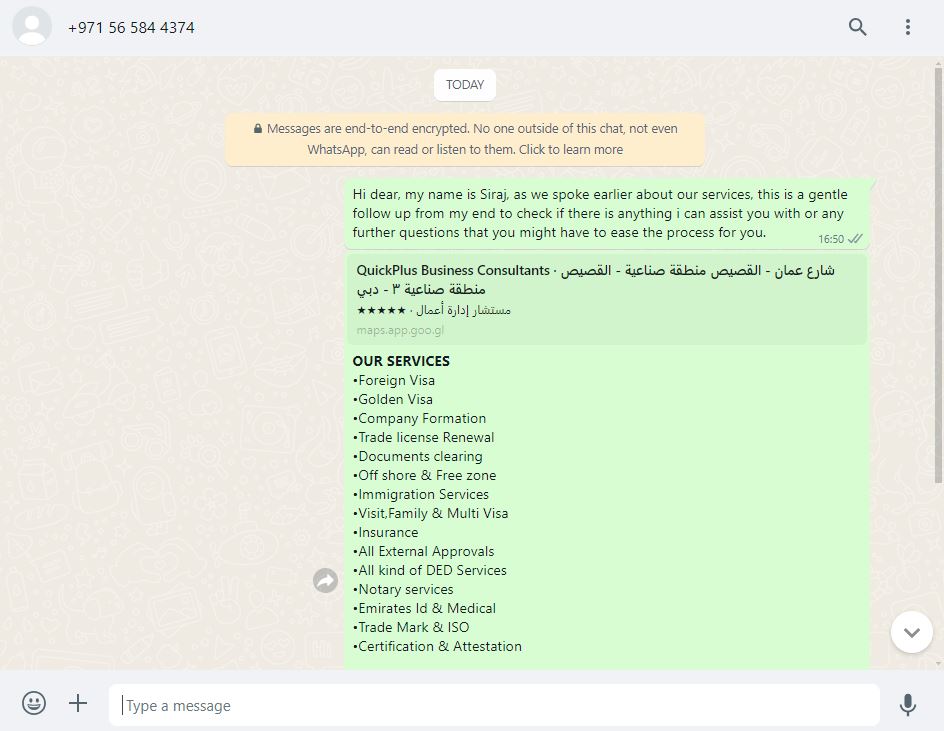 +971 56 584 4374
TODAY
Messages are end-to-end encrypted. No one outside of this chat, not even
WhatsApp, can read or listen to them. Click to learn more
Hi dear, my name is Siraj, as we spoke earlier about our services, this is a gentle
follow up from my end to check if there is anything i can assist you with or any
further questions that you might have to ease the process for you.
16:50
QuickPlus Business Consultants · شارع عمان - القصيص منطقة صناعية - القصيص
منطقة صناعية ٣ - دبي
★★★★★ · مستشار إدارة أعمال
maps.app.goo.gl
OUR SERVICES
•Foreign Visa
•Golden Visa
•Company Formation
•Trade license Renewal
•Documents clearing
•Off shore & Free zone
•Immigration Services
•Visit,Family & Multi Visa
•Insurance
•All External Approvals
•All kind of DED Services
•Notary services
•Emirates Id & Medical
•Trade Mark & ISO
•Certification & Attestation
Type a message